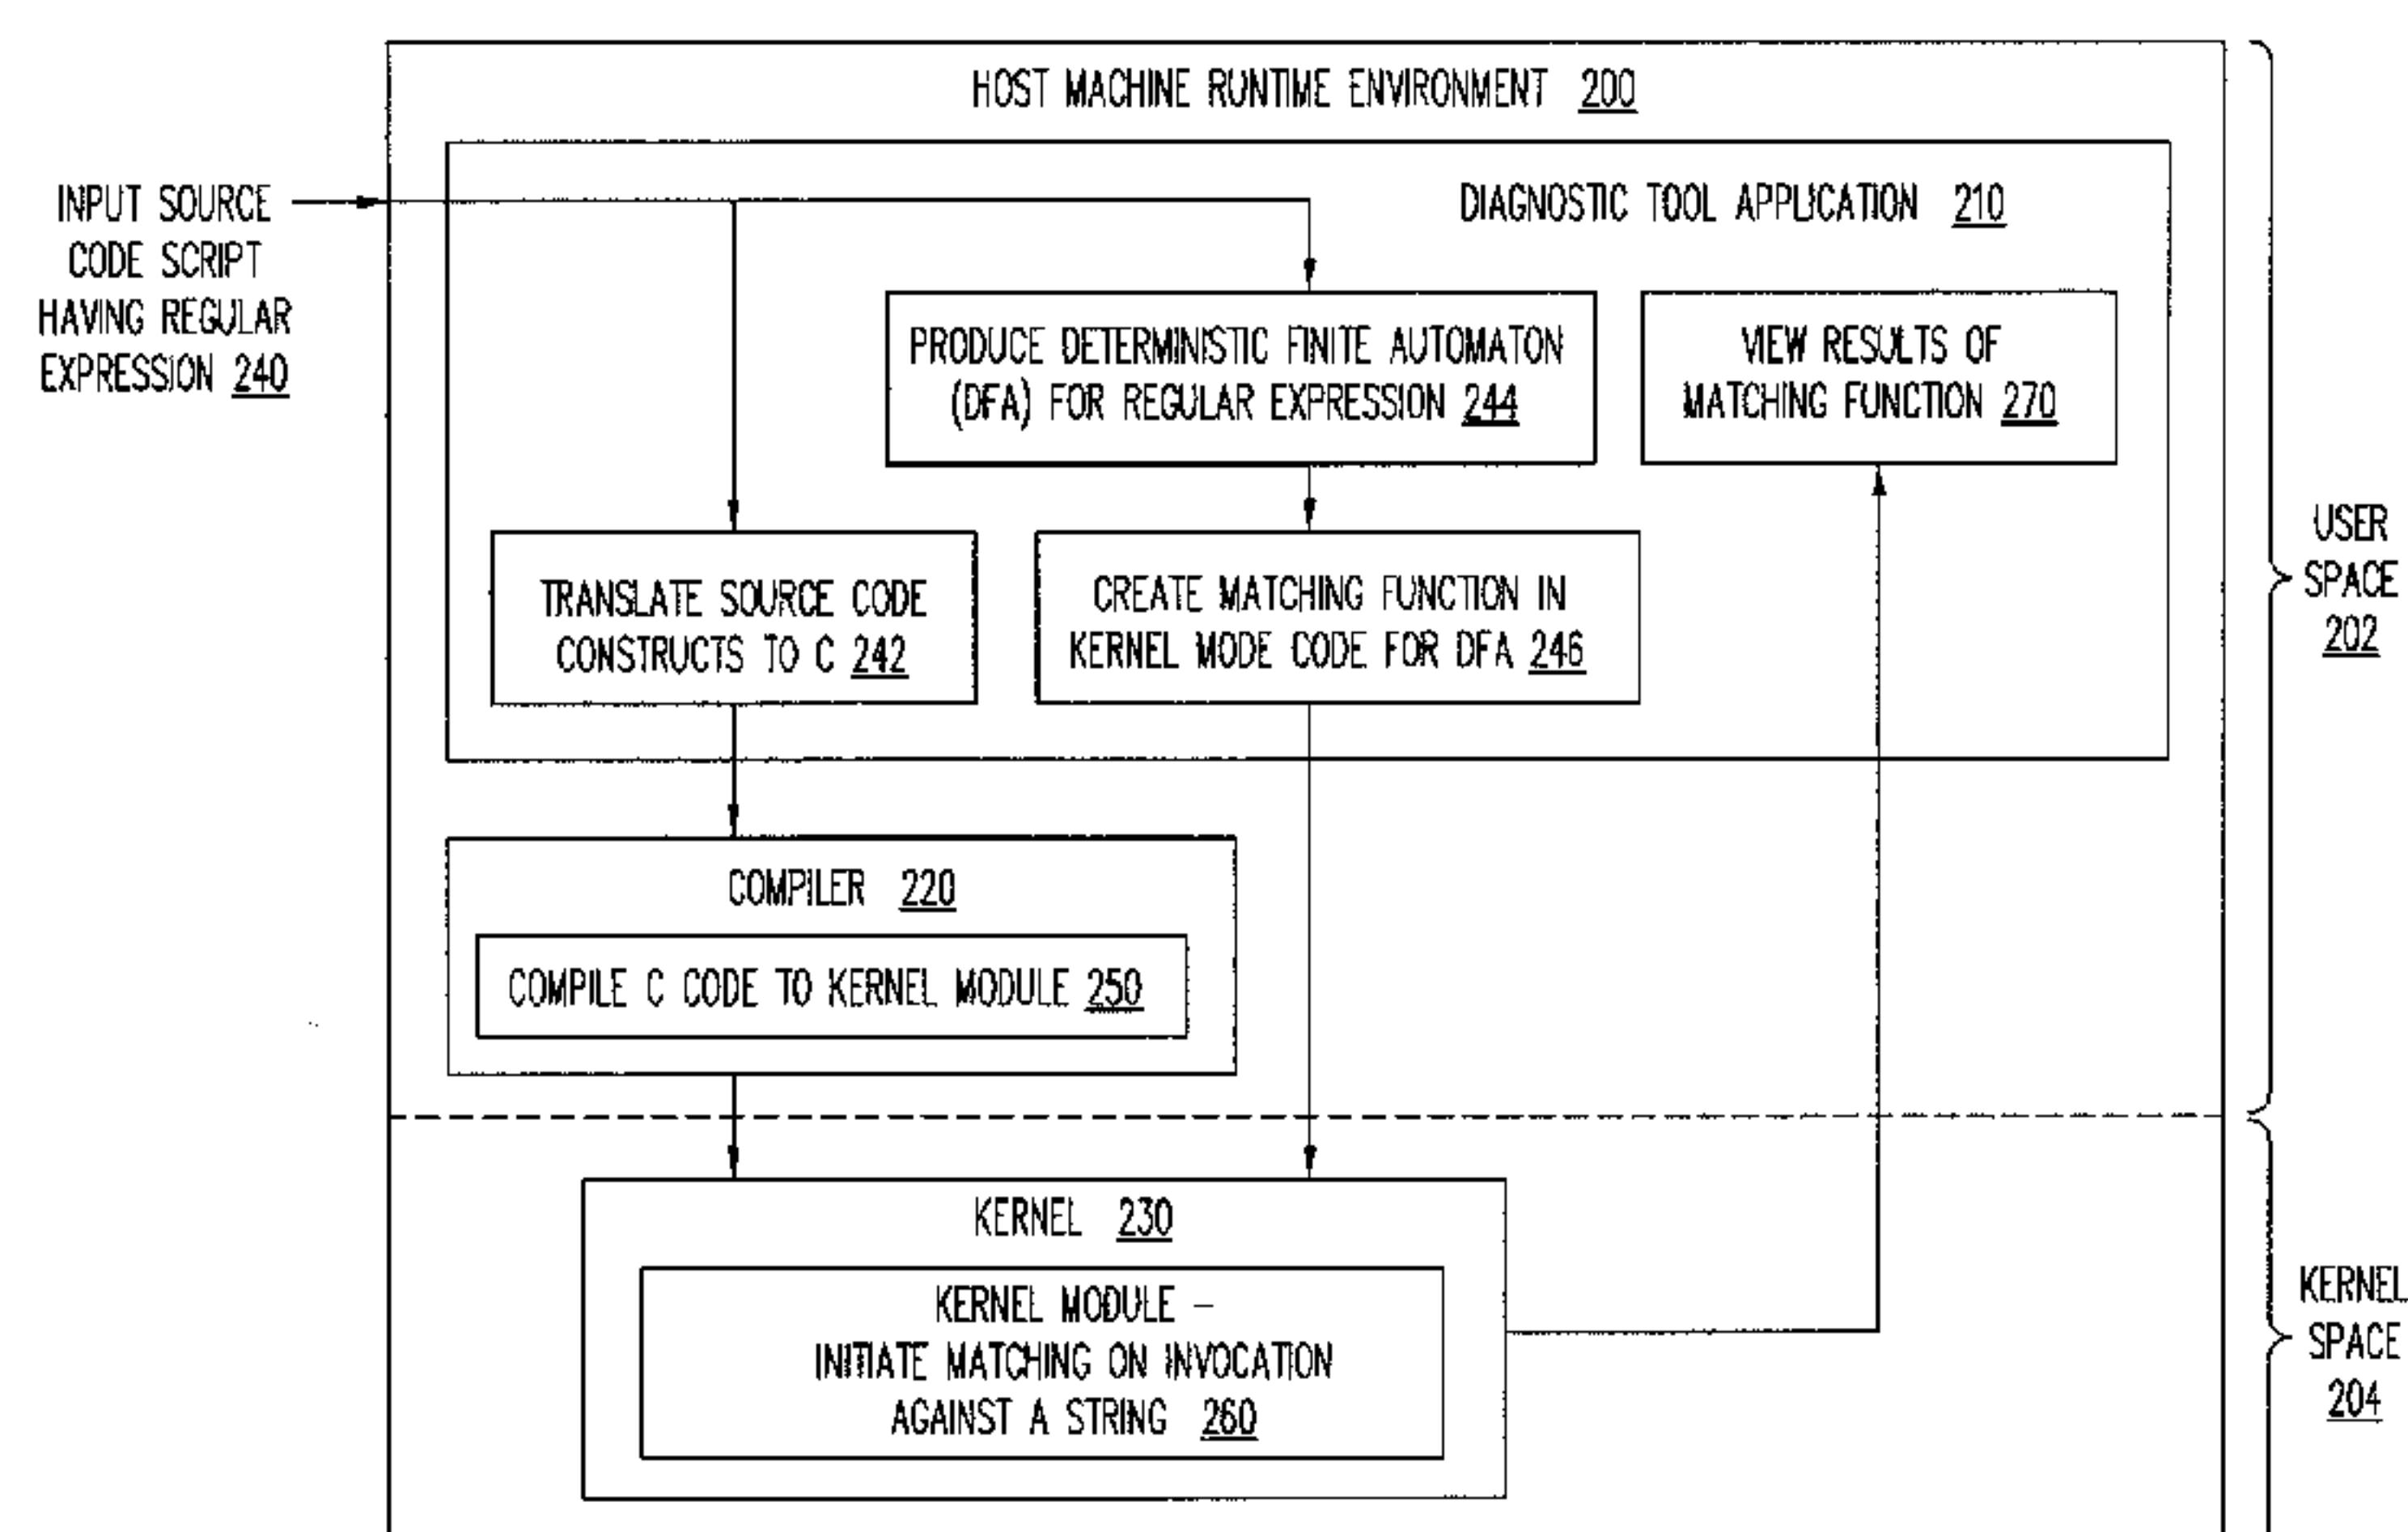 HOST MACHINE RUNTIME ENVIRONMENT 200
INPUT SOURCE
CODE SCRIPT
HAVING REGULAR
EXPRESSION 240
DIAGNOSTIC TOOL APPLICATION 210
PRODUCE DETERMINISTIC FINITE AUTOMATON
(DFA) FOR REGULAR EXPRESSION 244
VIEW RESULTS OF
MATCHING FUNCTION 270
TRANSLATE SOURCE CODE
CONSTRUCTS TO C 242
CREATE MATCHING FUNCTION IN
KERNEL MODE CODE FOR DFA 246
USER
SPACE
202
COMPILER 220
COMPILE C CODE TO KERNEL MODULE 250
KERNEL 230
KERNEL MODULE –
INITIATE MATCHING ON INVOCATION
AGAINST A STRING 260
KERNEL
SPACE
204